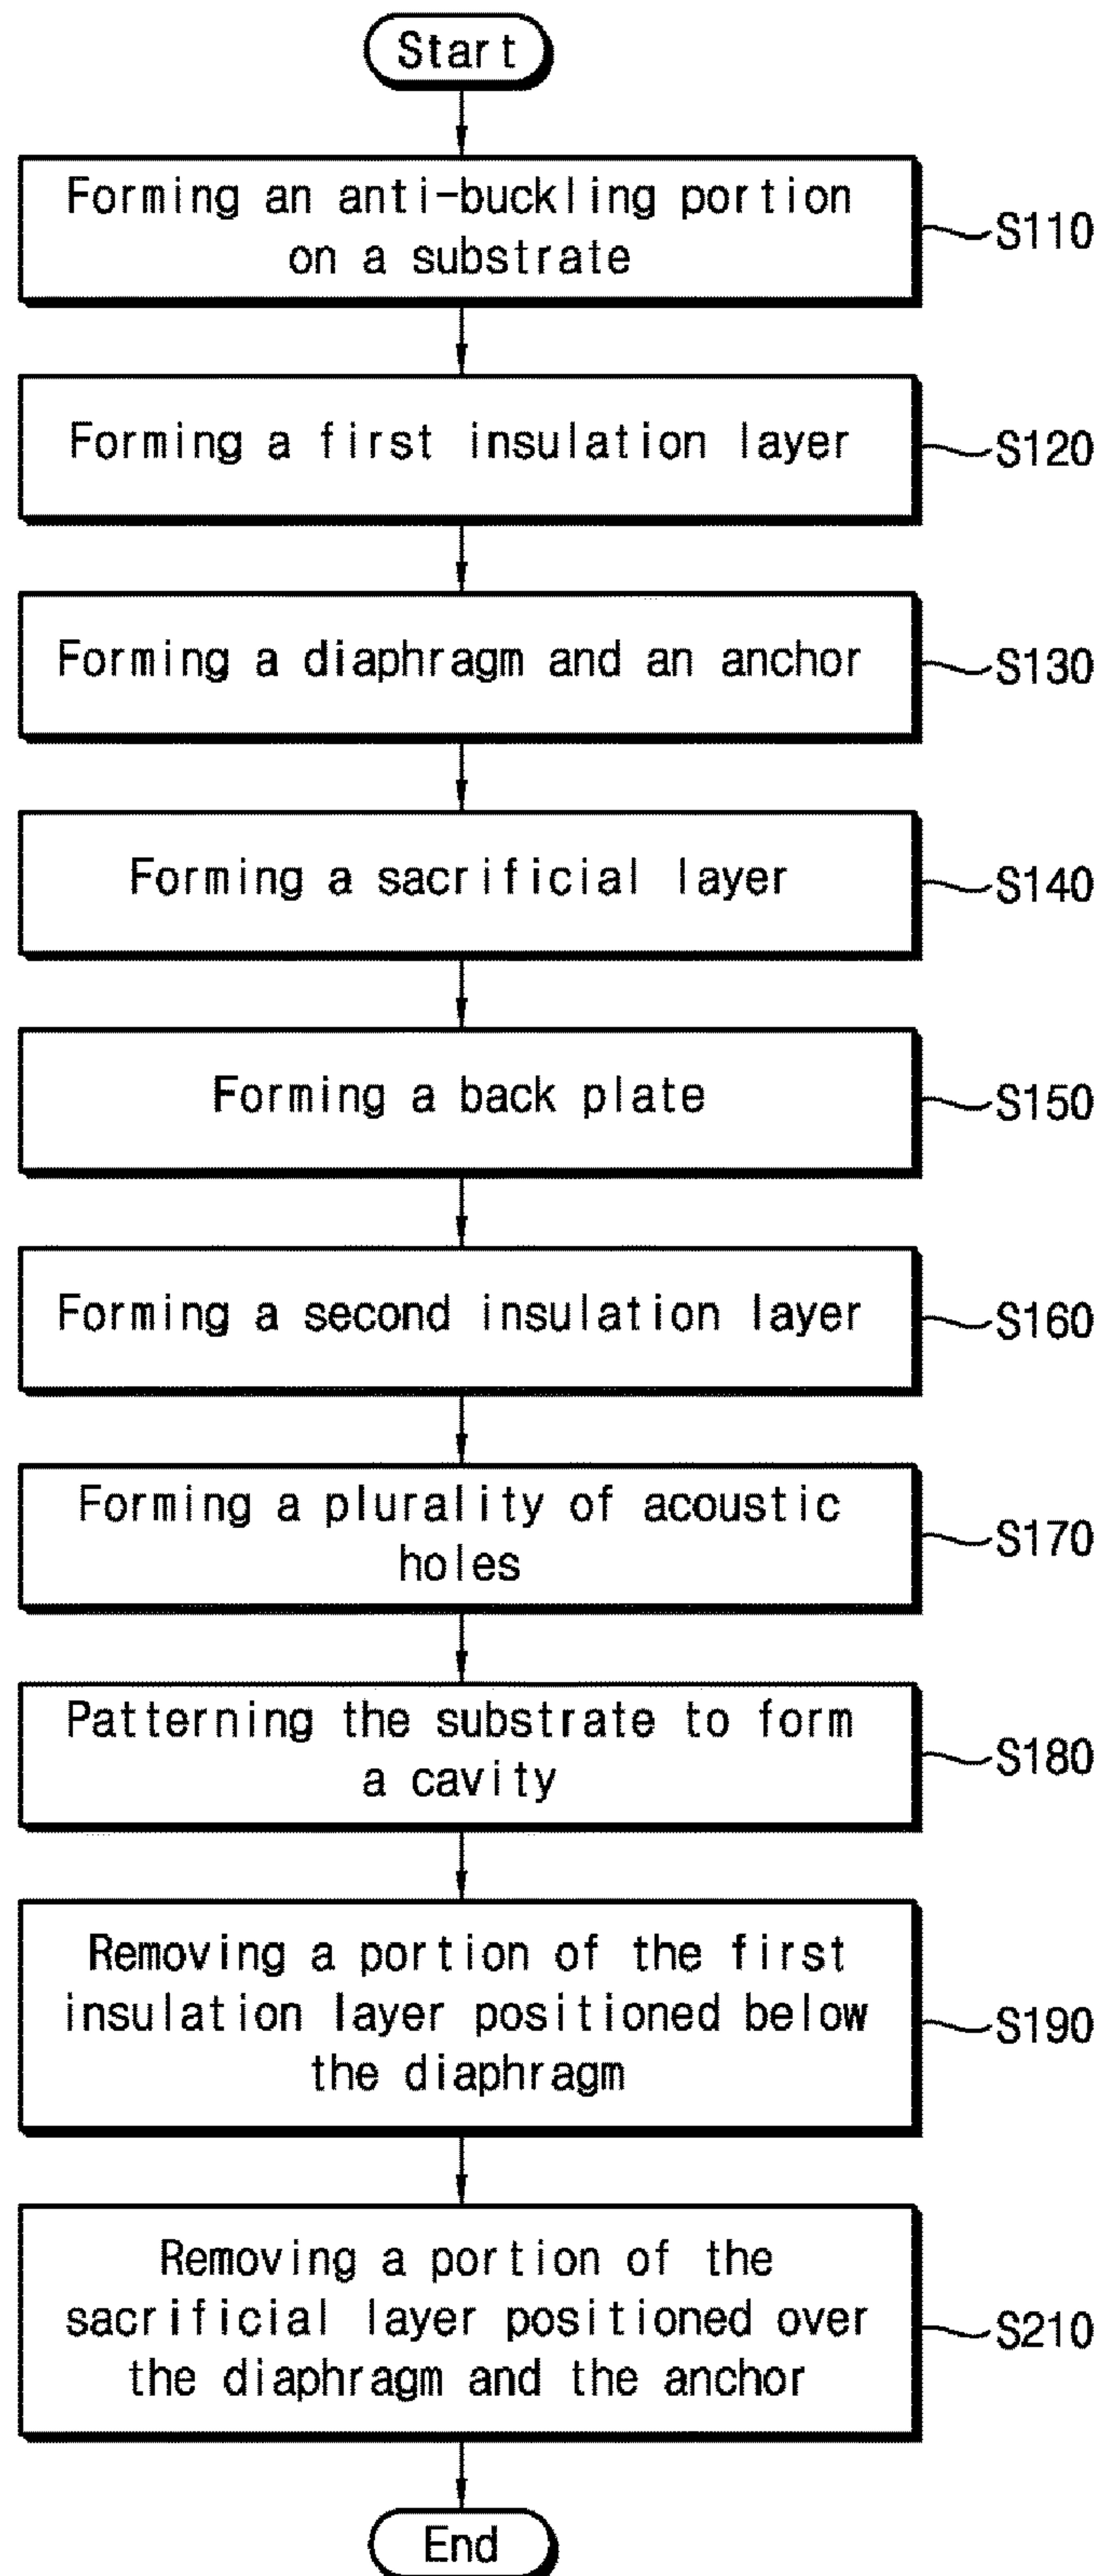 Start
Forming an anti-buckling portion
on a substrate
S110
Forming a first insulation layer
S120
Forming a diaphragm and an anchor
S130
Forming a sacrificial layer
S140
Forming a back plate
S150
Forming a second insulation layer
S160
Forming a plurality of acoustic
holes
S170
Patterning the substrate to form
a cavity
S180
Removing a portion of the first
insulation layer positioned below
the diaphragm
S190
Removing a portion of the
sacrificial layer positioned over
the diaphragm and the anchor
S210
End